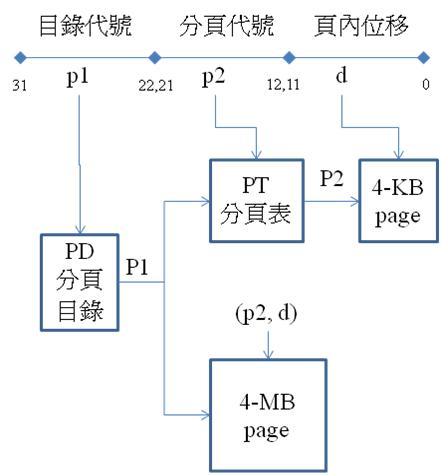 目錄代號 分頁代號 頁內位移
p1 p2 d
31 22,21 12,11 0
PT
分頁表
P2
4-KB
page
PD
分頁
目錄
P1
(p2, d)
4-MB
page